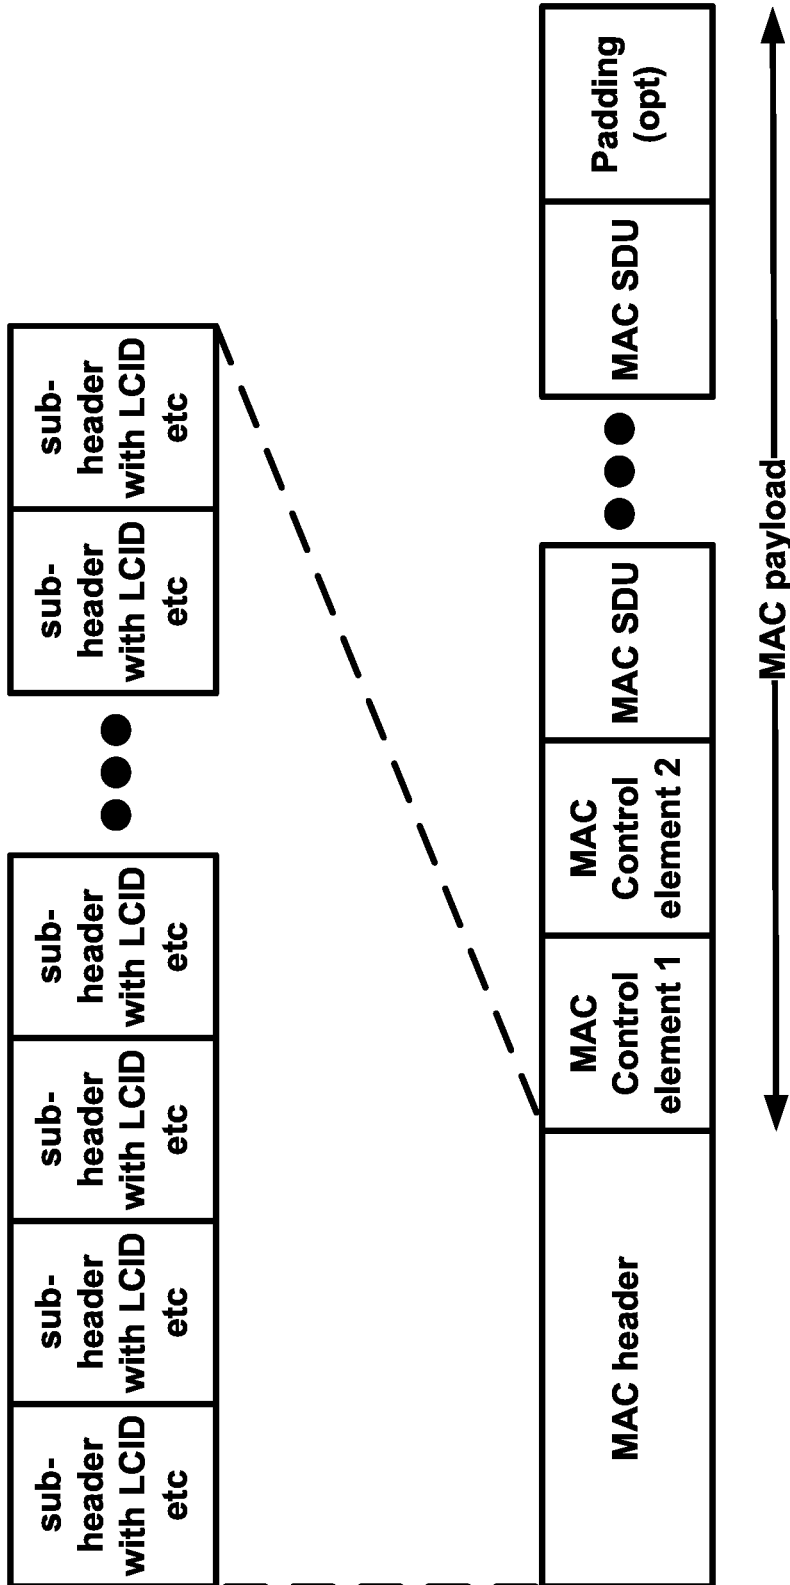 sub-
header
with LCID
etc
sub-
header
with LCID
etc
sub-
header
with LCID
etc
sub-
header
with LCID
etc
sub-
header
with LCID
etc
sub-
header
with LCID
etc
MAC header
MAC
Control
element 1
MAC
Control
element 2
MAC SDU
MAC SDU
Padding
(opt)
MAC payload